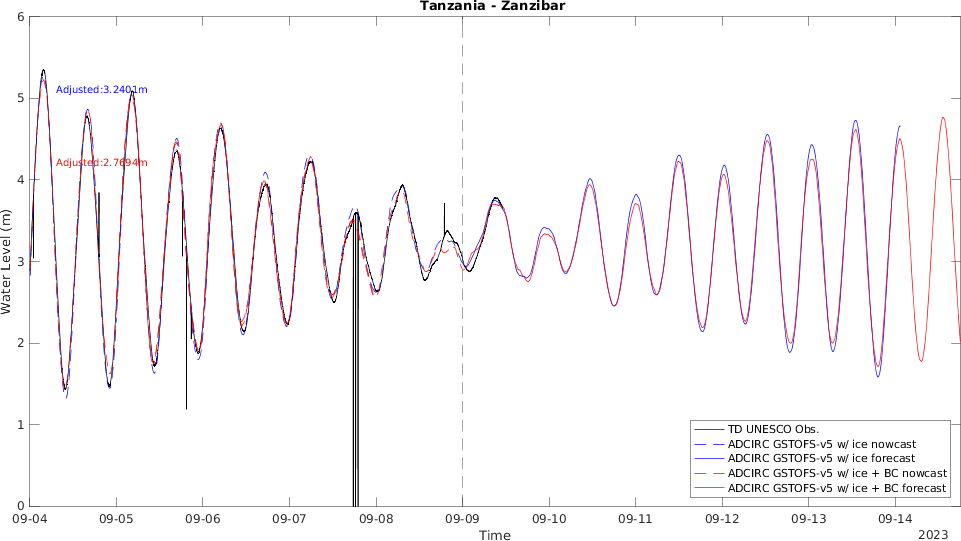 Tanzania - Zanzibar
6
5
4
3
2
1
0
Water Level (m)
Adjusted:3.2401m
Adjusted:2.7694m
TD UNESCO Obs.
ADCIRC GSTOFS-v5 w/ ice nowcast
ADCIRC GSTOFS-v5 w/ ice forecast
ADCIRC GSTOFS-v5 w/ ice + BC nowcast
ADCIRC GSTOFS-v5 w/ ice + BC forecast
09-04 09-05 09-06 09-07 09-08 09-09 09-10 09-11 09-12 09-13 09-14
Time
2023